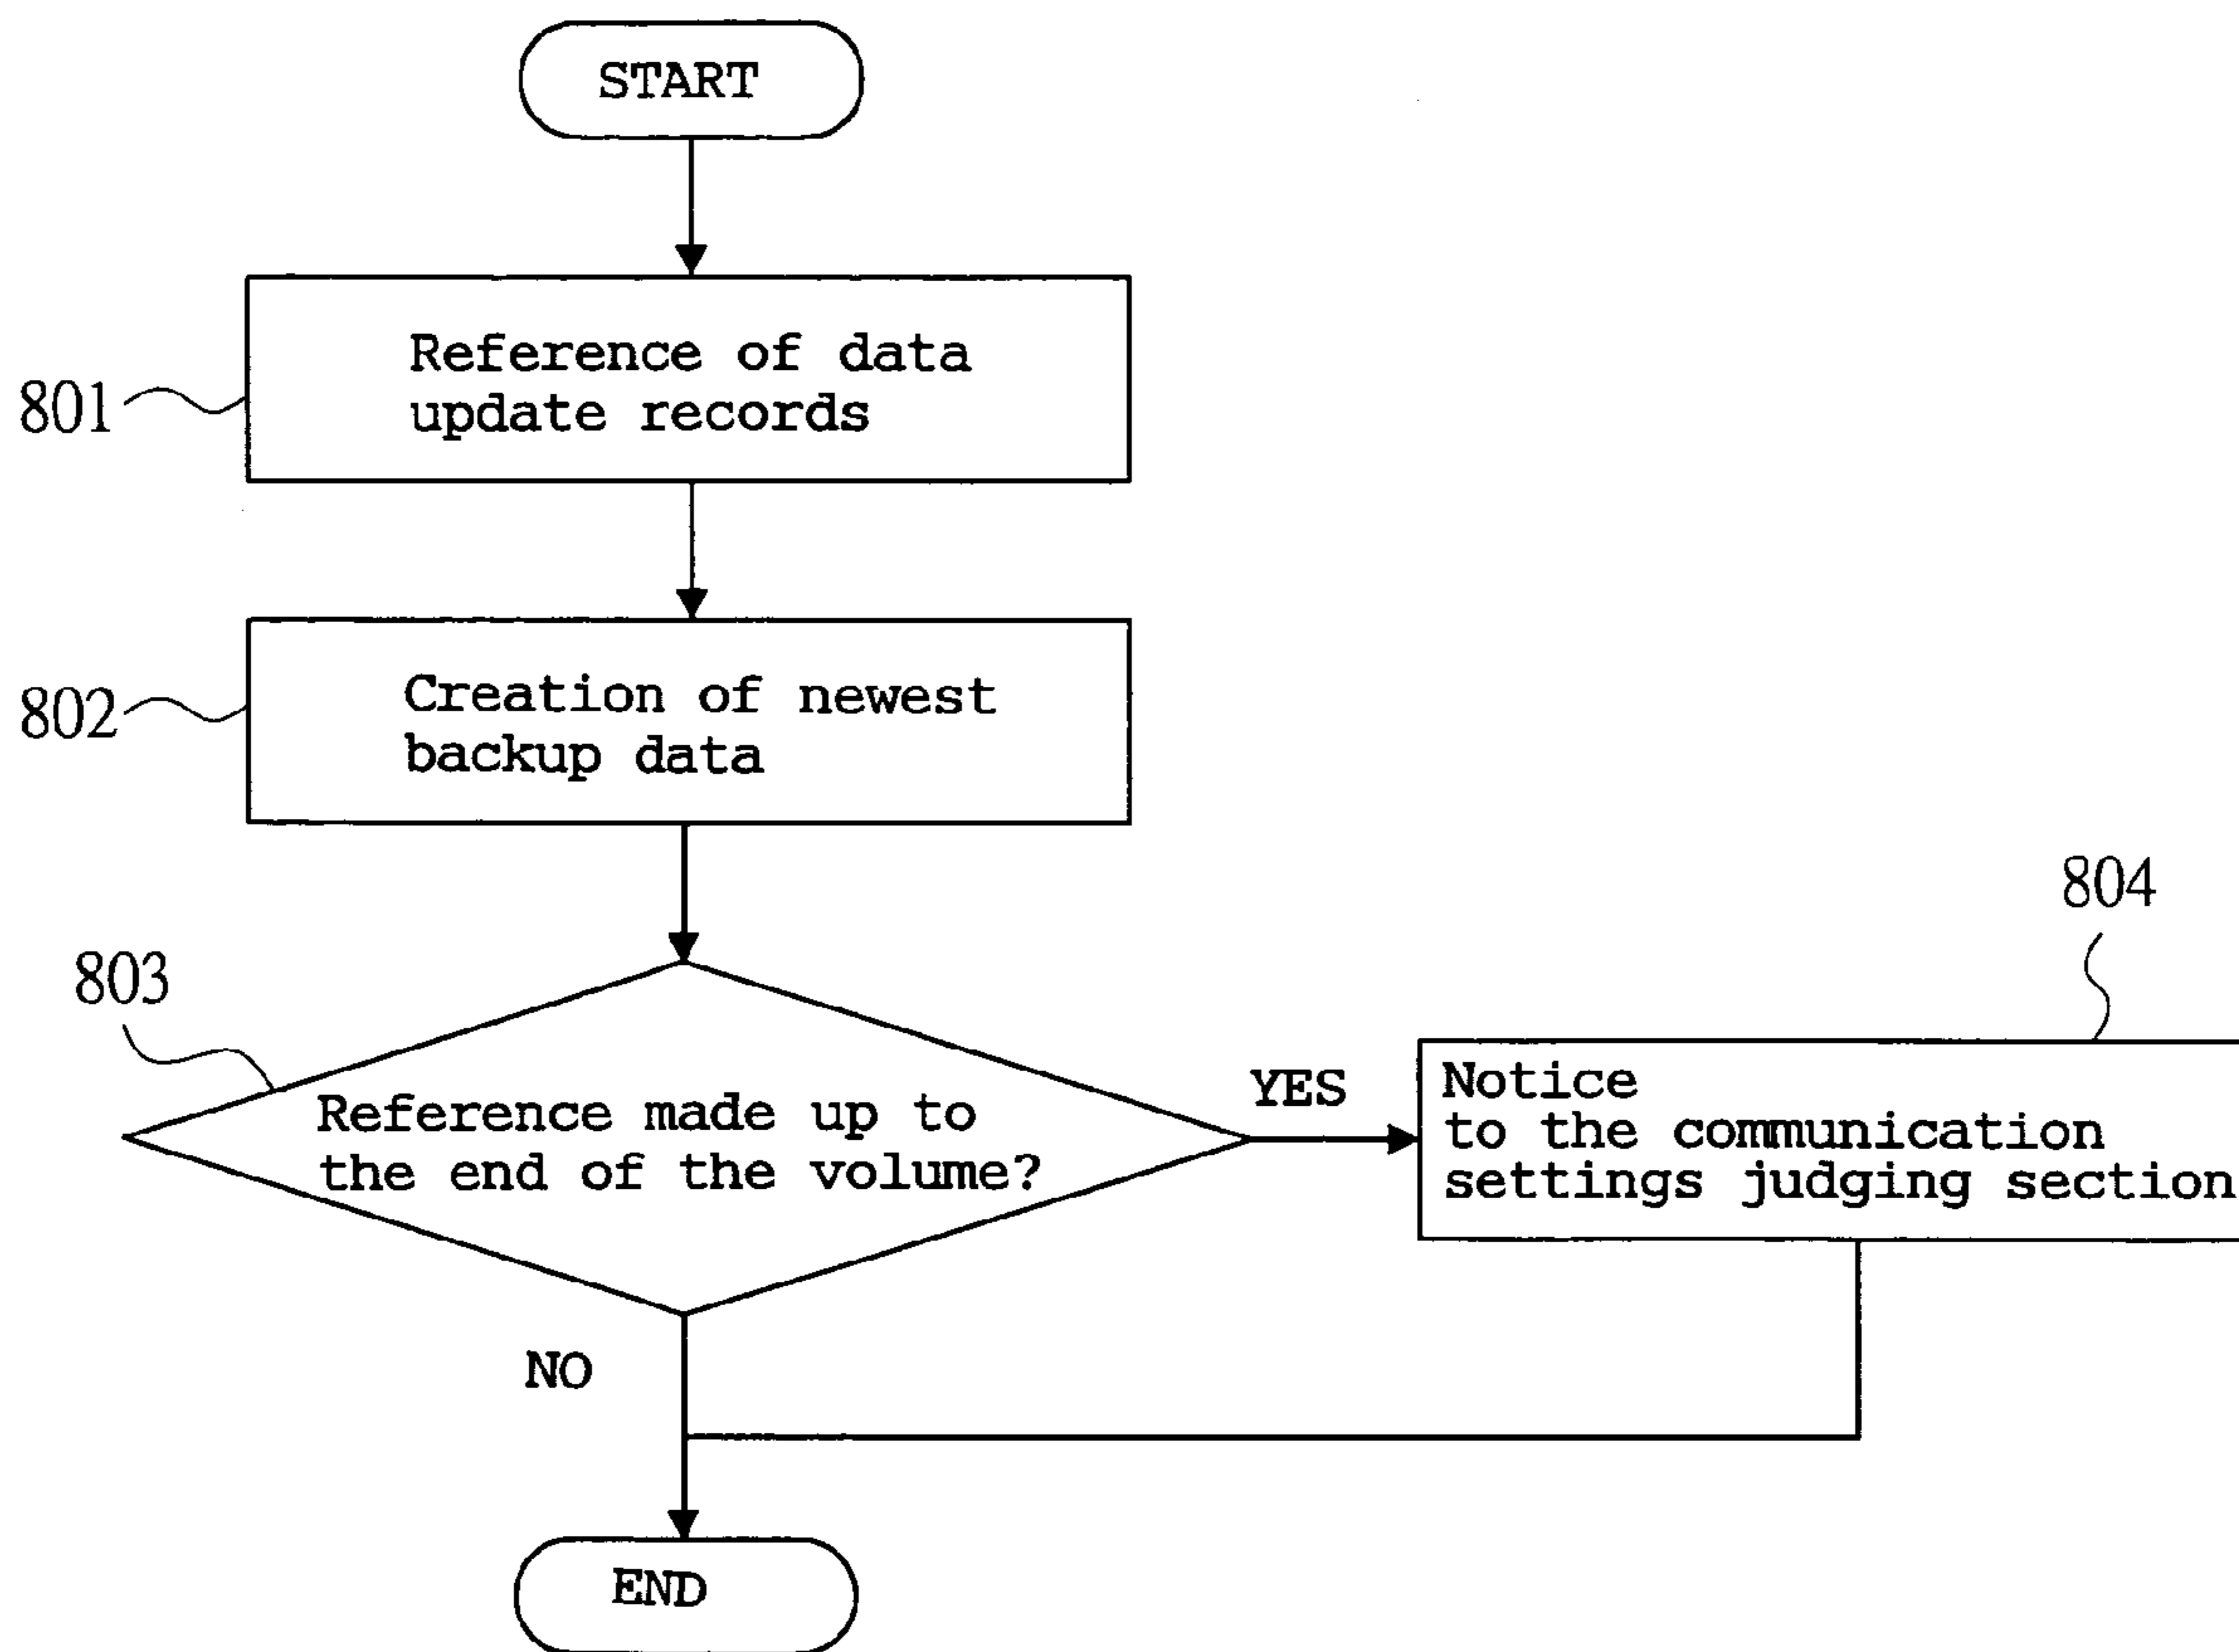 START
801
Reference of data
update records
802
Creation of newest
backup data
803
Reference made up to
the end of the volume?
YES
804
Notice
to the communication
settings judging section
NO
END